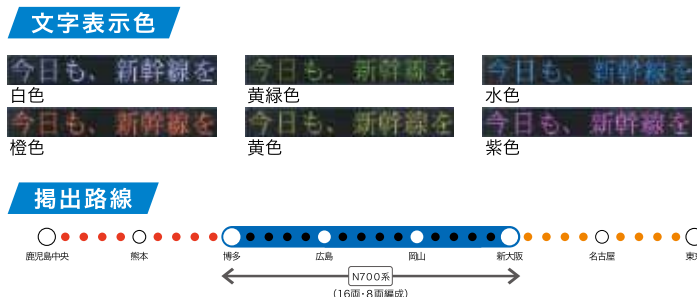 文字表示色
今日も、新幹線を 今日も、新幹線を 今日も、新幹線を
白色 黄緑色 水色
今日も、新幹線を 今日も、新幹線を 今日も、新幹線を
橙色 黄色 紫色
掲出路線
鹿児島中央 熊本 博多 広島 岡山 新大阪 名古屋 東
N700系
(16両・8両編成)